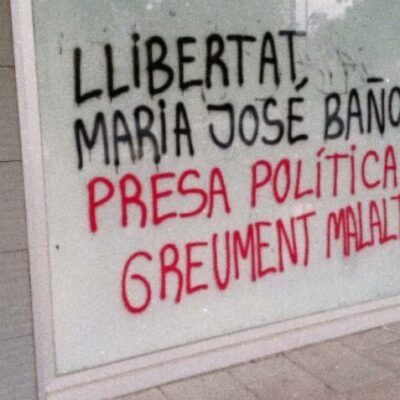 LLIBERTAT,
MARIA JOSÉ BAÑO
PRESA POLÍTICA
GREUMENT MALALT